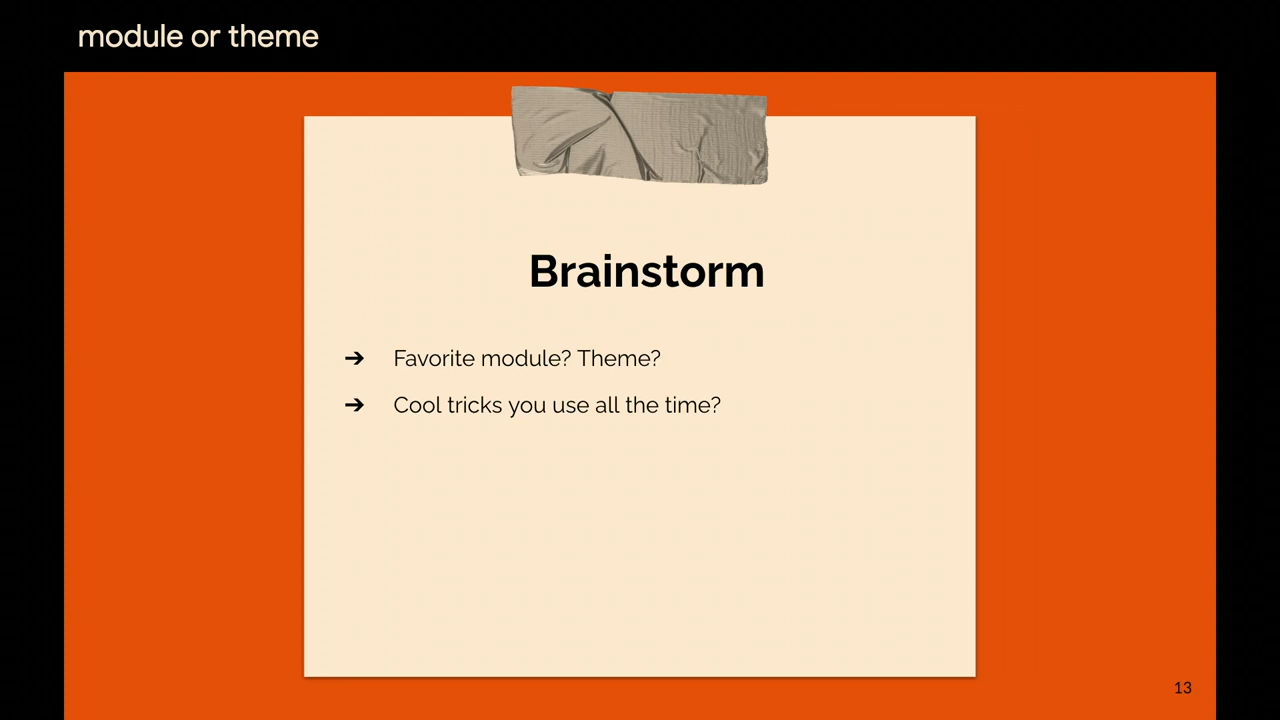 module or theme
Brainstorm
➔ Favorite module? Theme?
➔ Cool tricks you use all the time?
13